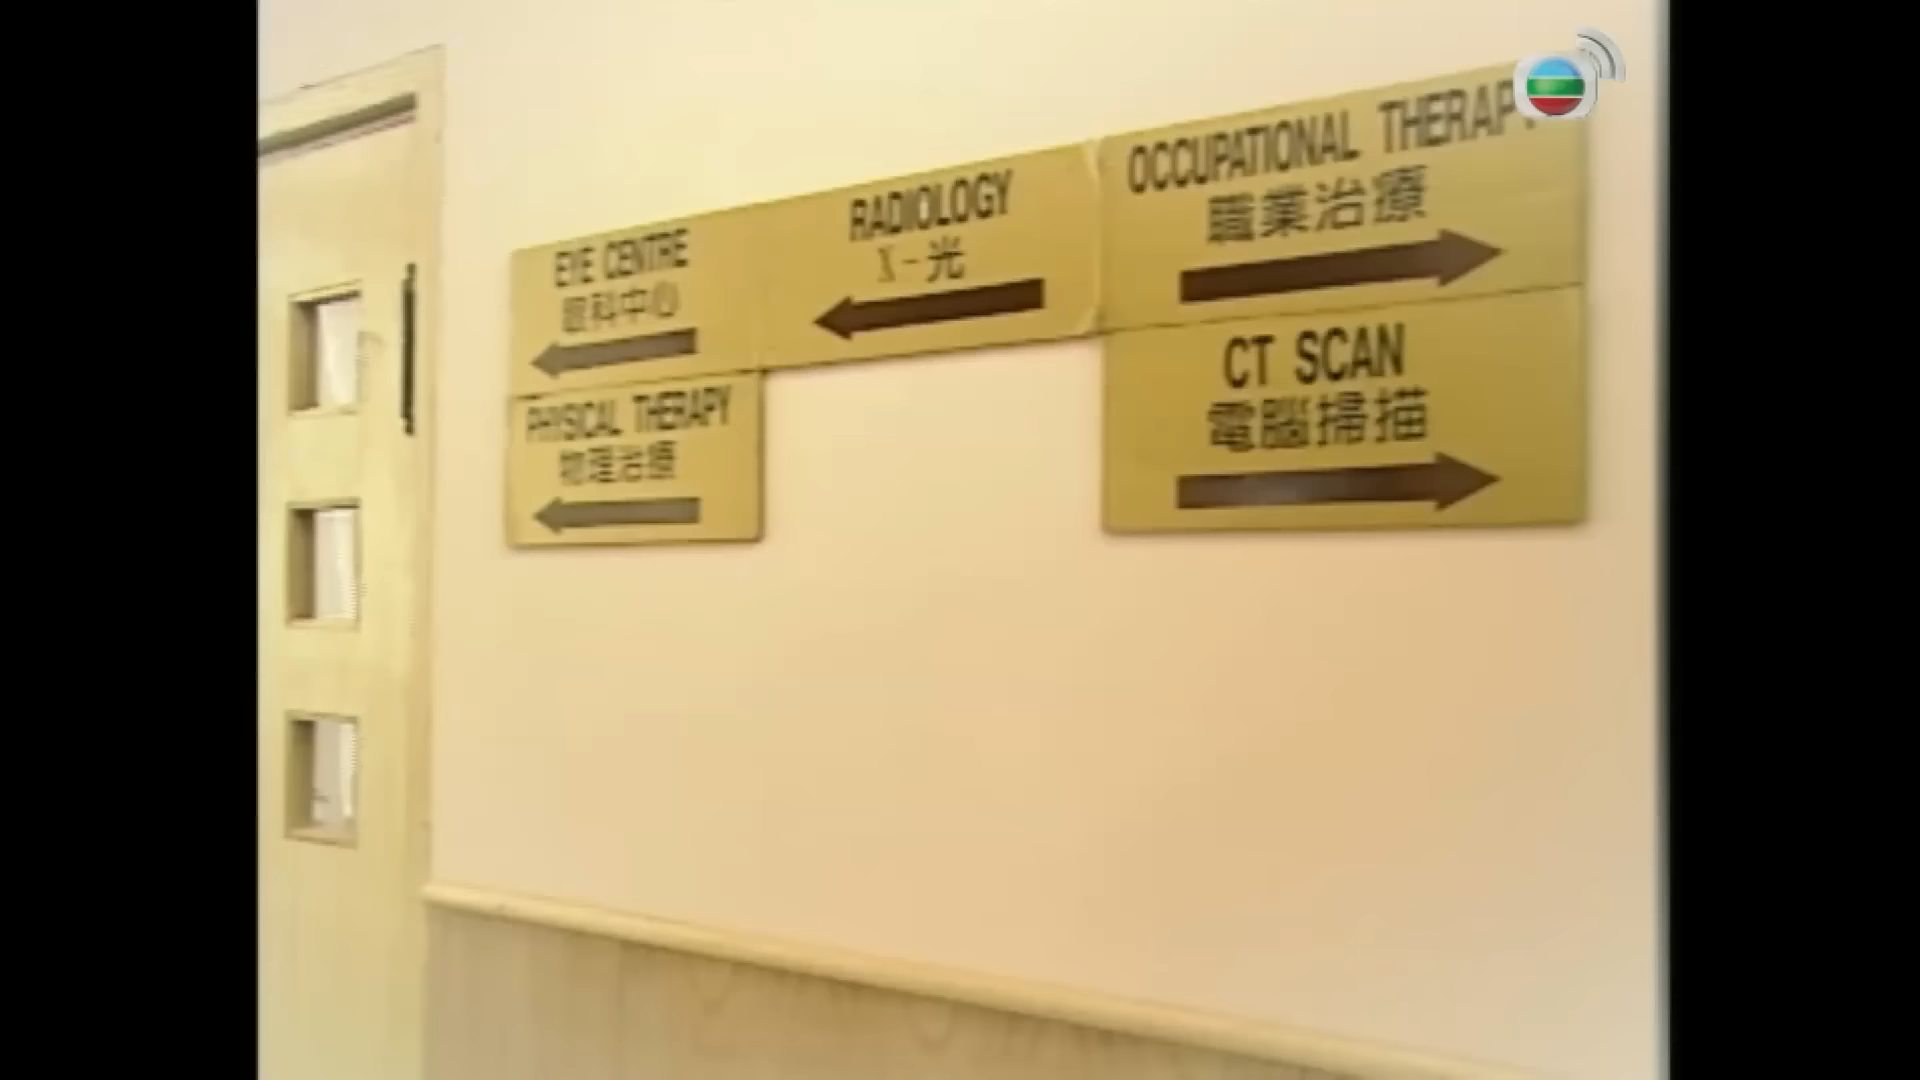 EYE CENTRE
眼科中心
RADIOLOGY
X-光
OCCUPATIONAL THERAPY
職業治療
PHYSICAL THERAPY
物理治療
CT SCAN
電腦掃描